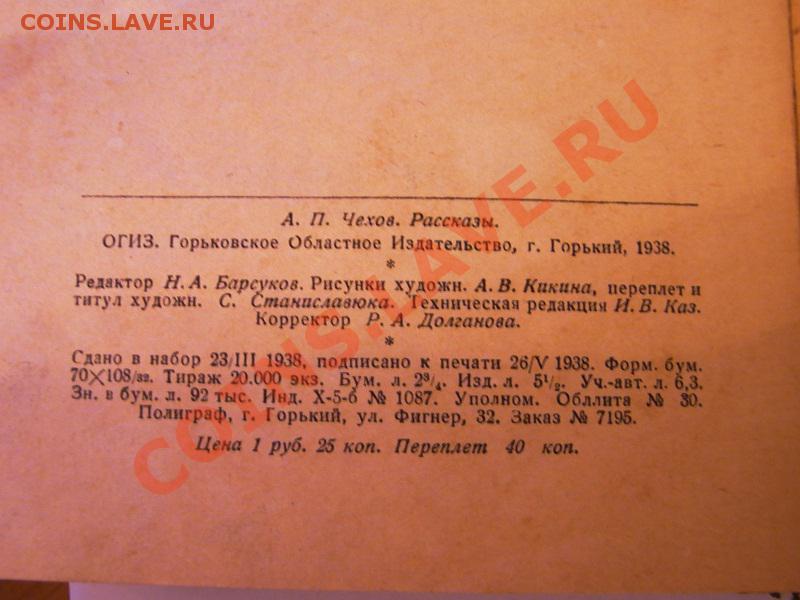 COINS.LAVE.RU
А. П. Чехов. Рассказы.
ОГИЗ. Горьковское Областное Издательство, г. Горький, 1938.
*
Редактор Н. А. Барсуков. Рисунки художн. А. В. Кикина, переплет и
титул художн. С. Станиславюка. Техническая редакция И. В. Каз.
Корректор Р. А. Долганова.
*
Сдано в набор 23/III 1938, подписано к печати 26/V 1938. Форм. бум.
70×108/32. Тираж 20.000 экз. Бум. л. 2³/₄. Изд. л. 5¹/₂. Уч.-авт. л. 6,3.
Зн. в бум. л. 92 тыс. Инд. Х-5-б № 1087. Уполном. Обллита № 30.
Полиграф, г. Горький, ул. Фигнер, 32. Заказ № 7195.
Цена 1 руб. 25 коп. Переплет 40 коп.
COINS.LAVE.RU